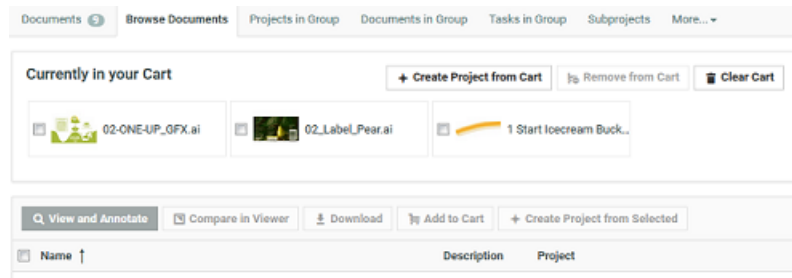 Documents 9 Browse Documents Projects in Group Documents in Group Tasks in Group Subprojects More...
Currently in your Cart + Create Project from Cart Remove from Cart Clear Cart
02-ONE-UP_GFX.ai 02_Label_Pear.ai 1 Start Icecream Buck...
View and Annotate Compare in Viewer Download Add to Cart + Create Project from Selected
Name ↑ Description Project